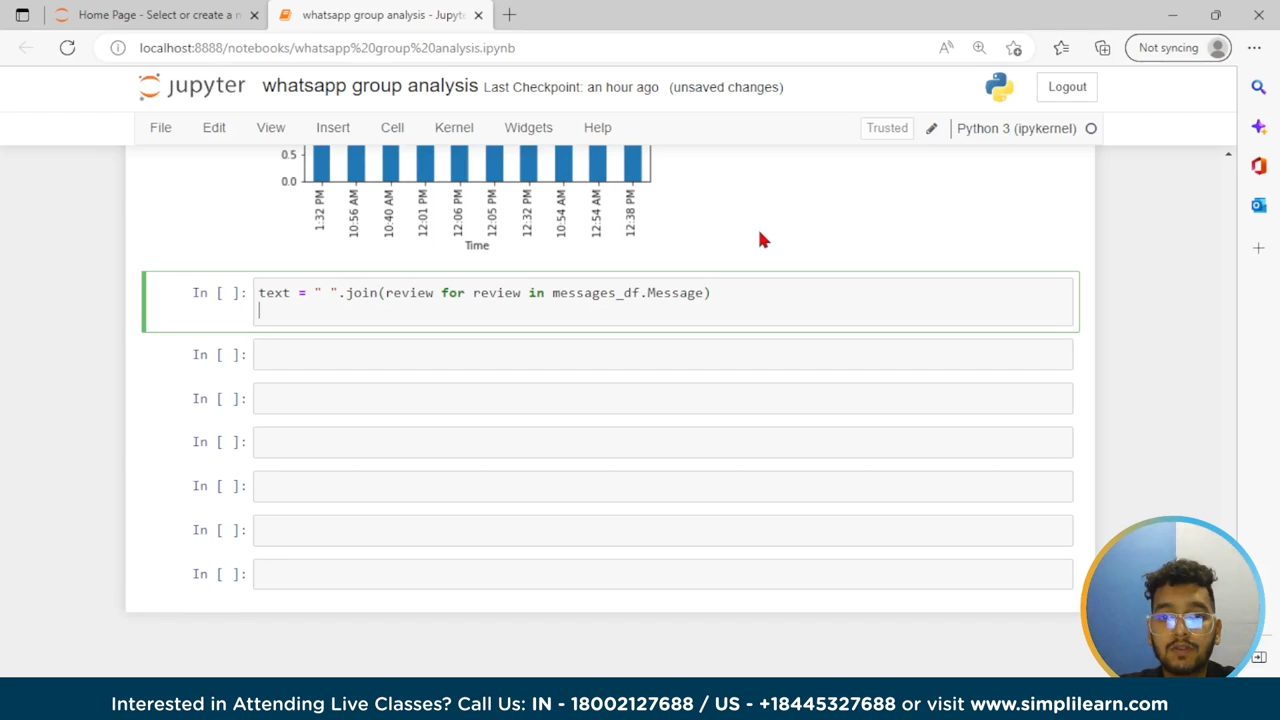 Home Page - Select or create a n
whatsapp group analysis - Jupyte
Not syncing
localhost:8888/notebooks/whatsapp%20group%20analysis.ipynb
jupyter whatsapp group analysis Last Checkpoint: an hour ago (unsaved changes)
Logout
File Edit View Insert Cell Kernel Widgets Help
Trusted
Python 3 (ipykernel)
0.5
0.0
1:32 PM
10:56 AM
10:40 AM
12:01 PM
12:06 PM
12:05 PM
12:32 PM
10:54 AM
12:54 AM
12:38 PM
Time
In [ ]: text = " ".join(review for review in messages_df.Message)
In [ ]:
In [ ]:
In [ ]:
In [ ]:
In [ ]:
In [ ]:
Interested in Attending Live Classes? Call Us: IN - 18002127688 / US - +18445327688 or visit www.simplilearn.com